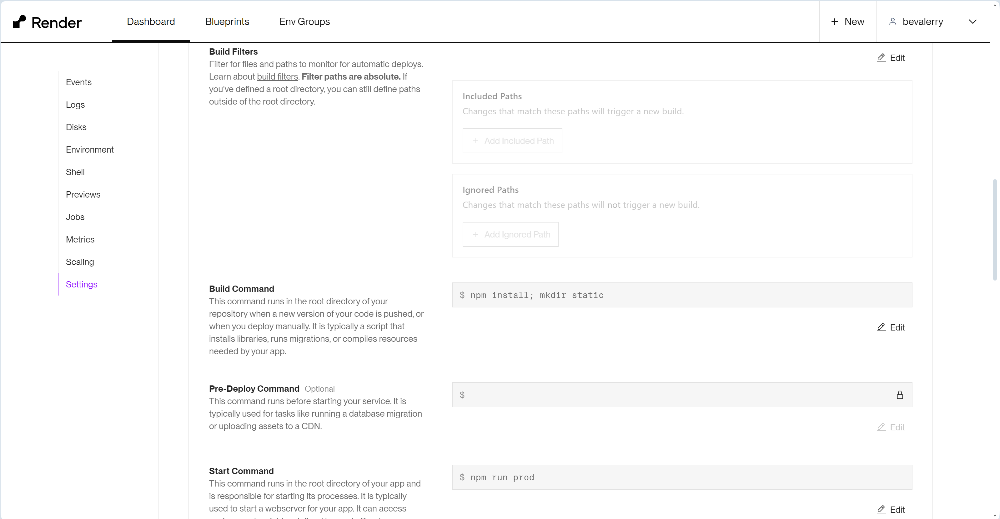 Render
Dashboard
Blueprints
Env Groups
+ New
bevalerry
Events
Logs
Disks
Environment
Shell
Previews
Jobs
Metrics
Scaling
Settings
Build Filters
Filter for files and paths to monitor for automatic deploys.
Learn about build filters. Filter paths are absolute. If
you've defined a root directory, you can still define paths
outside of the root directory.
Edit
Included Paths
Changes that match these paths will trigger a new build.
+ Add Included Path
Ignored Paths
Changes that match these paths will not trigger a new build.
+ Add Ignored Path
Build Command
This command runs in the root directory of your
repository when a new version of your code is pushed, or
when you deploy manually. It is typically a script that
installs libraries, runs migrations, or compiles resources
needed by your app.
$ npm install; mkdir static
Edit
Pre-Deploy Command Optional
This command runs before starting your service. It is
typically used for tasks like running a database migration
or uploading assets to a CDN.
$
Edit
Start Command
This command runs in the root directory of your app and
is responsible for starting its processes. It is typically
used to start a webserver for your app. It can access
$ npm run prod
Edit